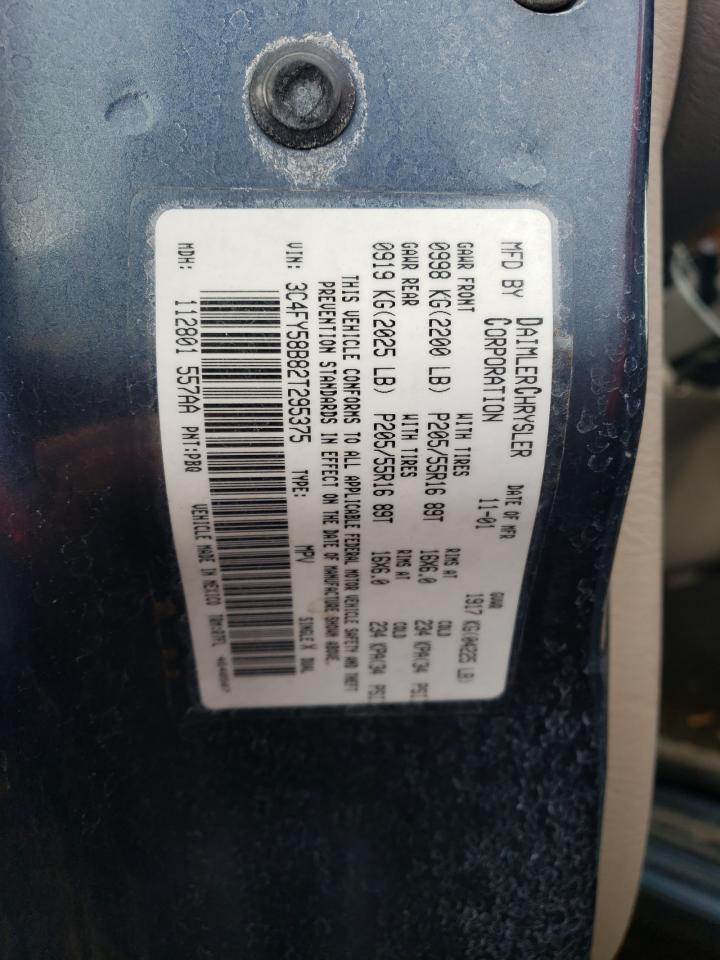 MFD BY DAIMLERCHRYSLER CORPORATION DATE OF MFR 11-01 GVWR 1917 KG(04225 LB)
GAWR FRONT WITH TIRES RIMS AT COLD
0998 KG(2200 LB) P205/55R16 89T 16X6.0 234 KPA(34 PSI)
GAWR REAR WITH TIRES RIMS AT COLD
0919 KG(2025 LB) P205/55R16 89T 16X6.0 234 KPA(34 PSI)
THIS VEHICLE CONFORMS TO ALL APPLICABLE FEDERAL MOTOR VEHICLE SAFETY AND THEFT
PREVENTION STANDARDS IN EFFECT ON THE DATE OF MANUFACTURE SHOWN ABOVE.
VIN: 3C4FY58B82T295375 TYPE: MPV SINGLE X DUAL
MDH: 112801 557AA PNT:PBQ VEHICLE MADE IN MEXICO